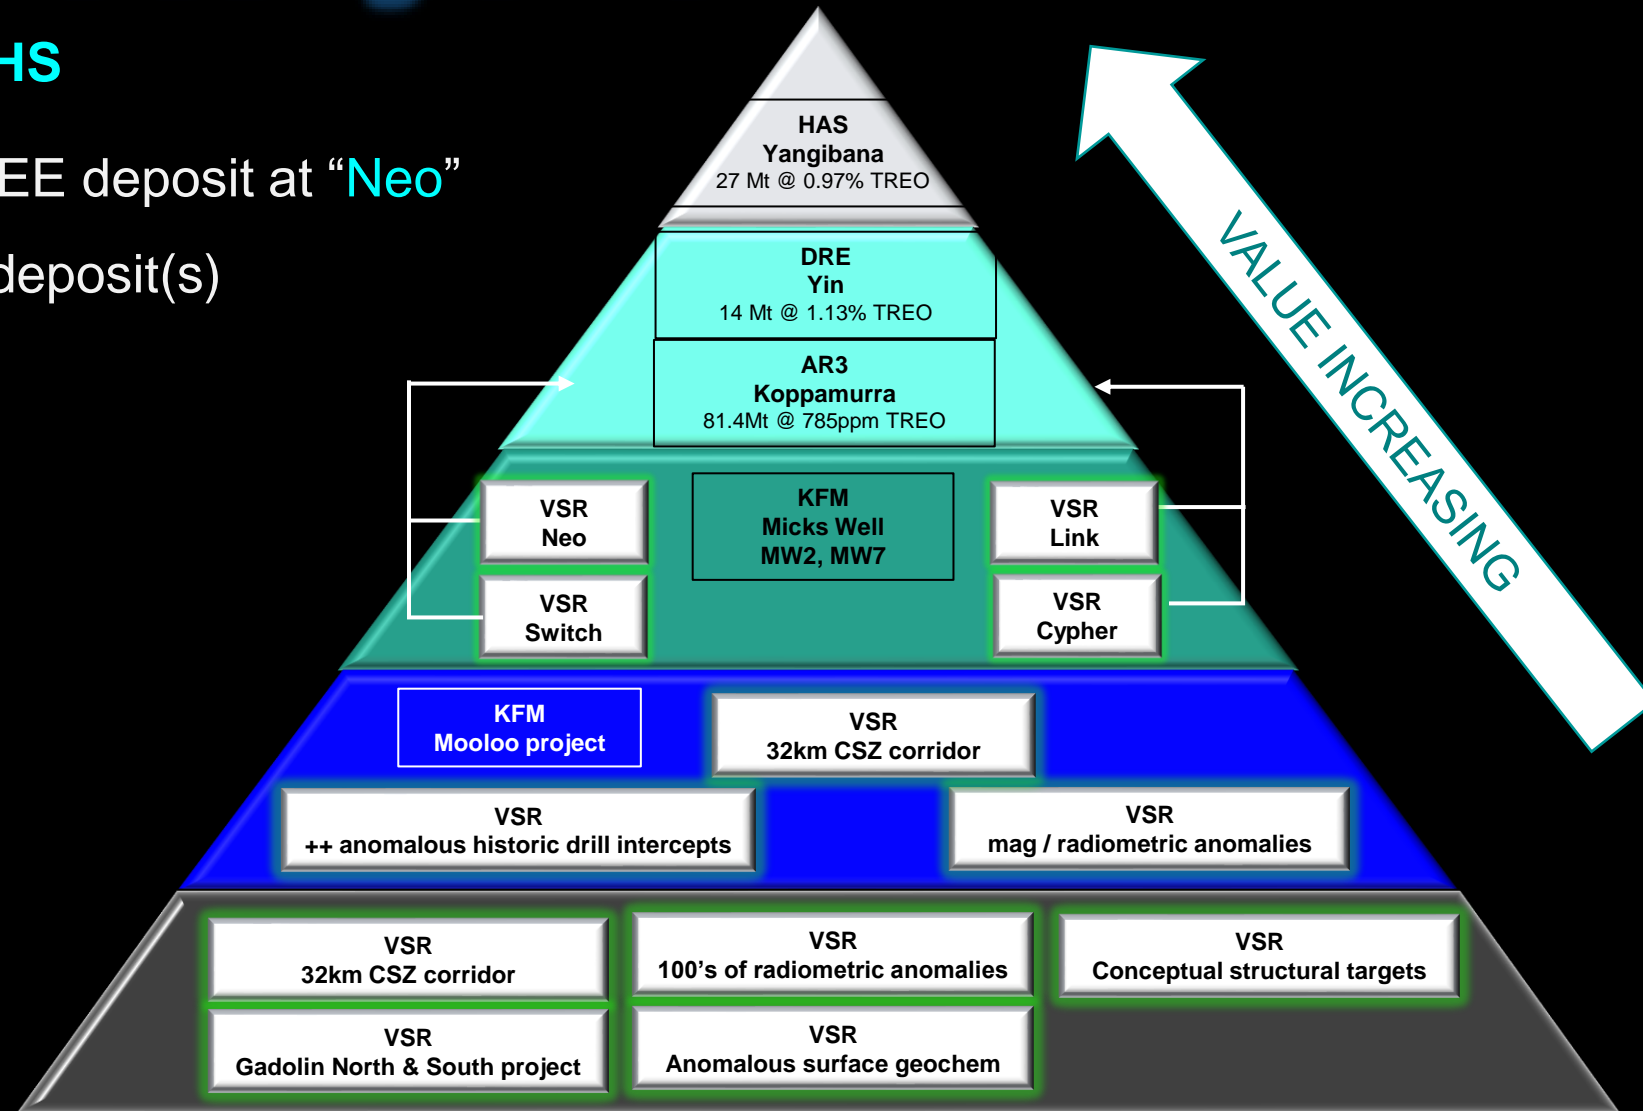 HS
EE deposit at “Neo”
deposit(s)
HAS
Yangibana
27 Mt @ 0.97% TREO
DRE
Yin
14 Mt @ 1.13% TREO
AR3
Koppamurra
81.4Mt @ 785ppm TREO
VSR
Neo
KFM
Micks Well
MW2, MW7
VSR
Link
VSR
Switch
VSR
Cypher
KFM
Mooloo project
VSR
32km CSZ corridor
VSR
++ anomalous historic drill intercepts
VSR
mag / radiometric anomalies
VSR
32km CSZ corridor
VSR
100’s of radiometric anomalies
VSR
Conceptual structural targets
VSR
Gadolin North & South project
VSR
Anomalous surface geochem
VALUE INCREASING